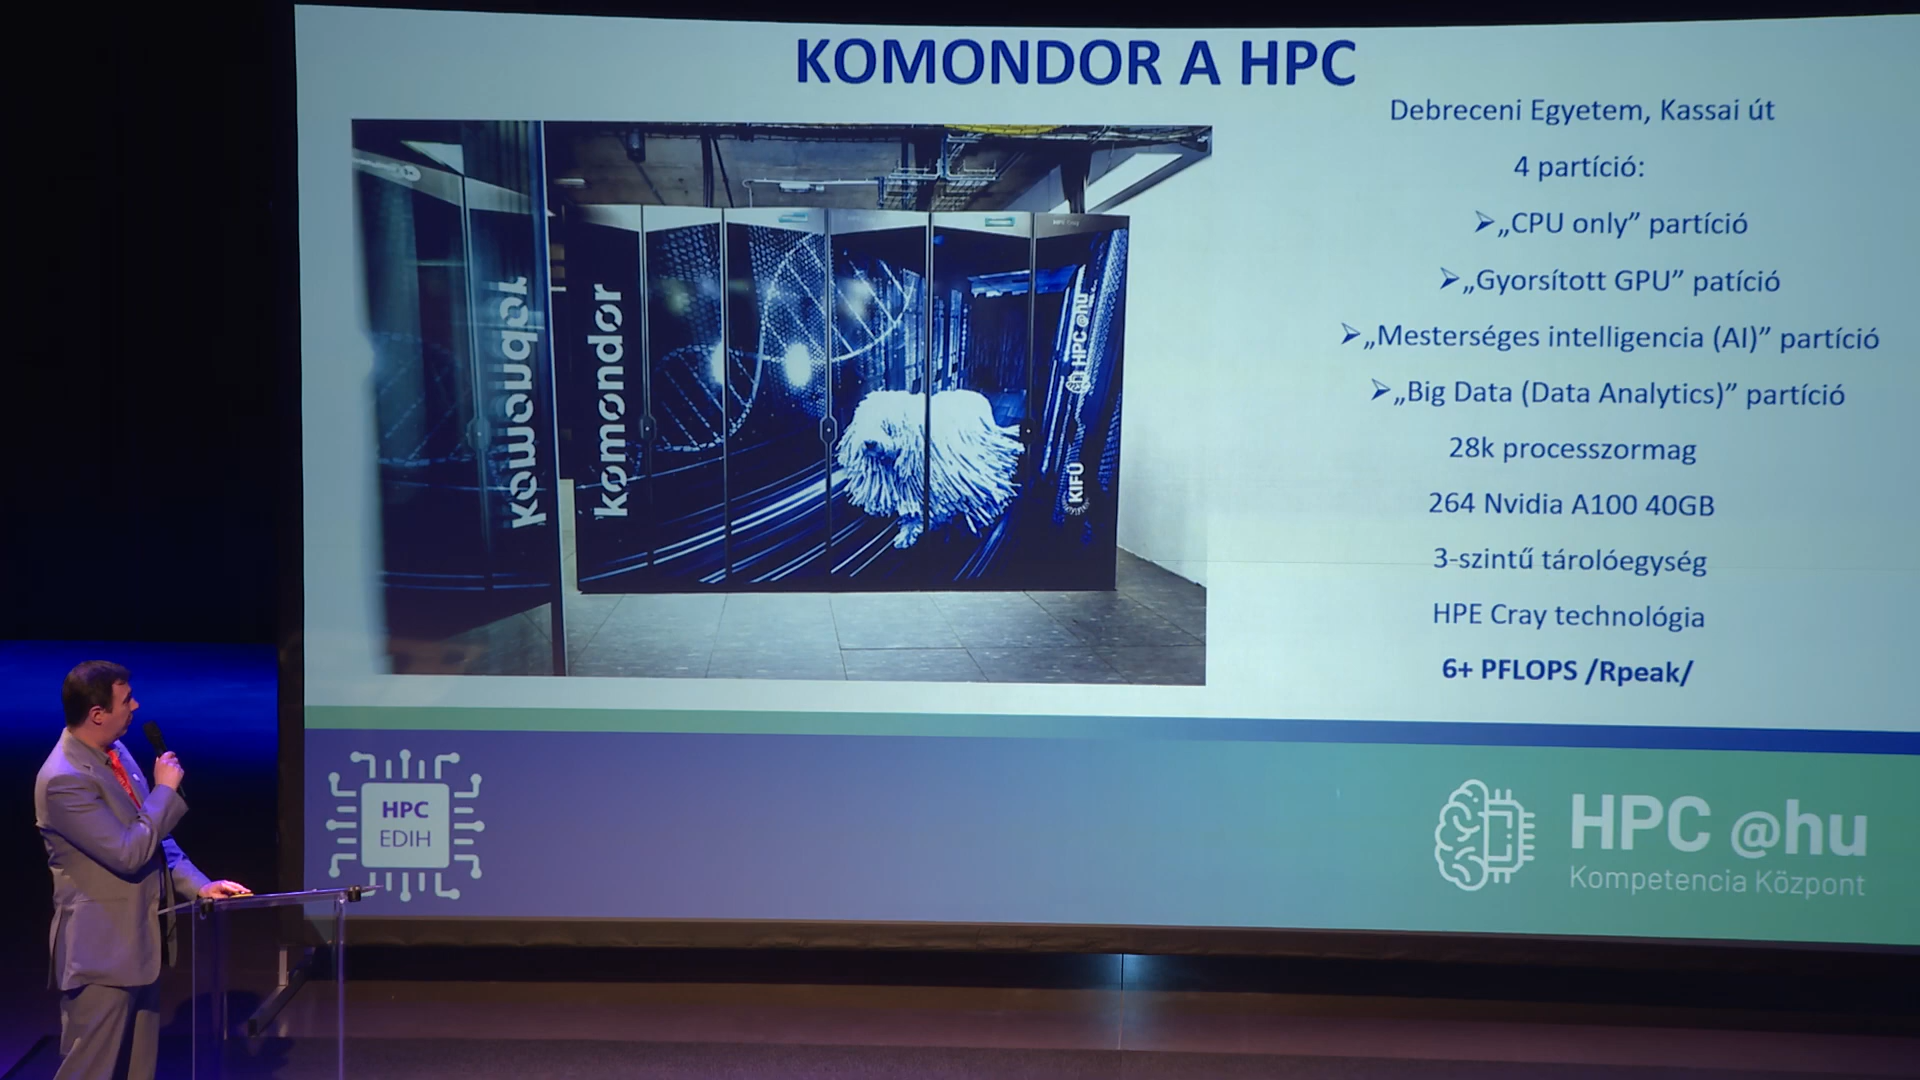 KOMONDOR A HPC
Debreceni Egyetem, Kassai út
4 partíció:
➢„CPU only” partíció
➢„Gyorsított GPU” patíció
➢„Mesterséges intelligencia (AI)” partíció
➢„Big Data (Data Analytics)” partíció
28k processzormag
264 Nvidia A100 40GB
3-szintű tárolóegység
HPE Cray technológia
6+ PFLOPS /Rpeak/
komondor
komondor
HPC @hu
KIFÜ
HPC
EDIH
HPC @hu
Kompetencia Központ